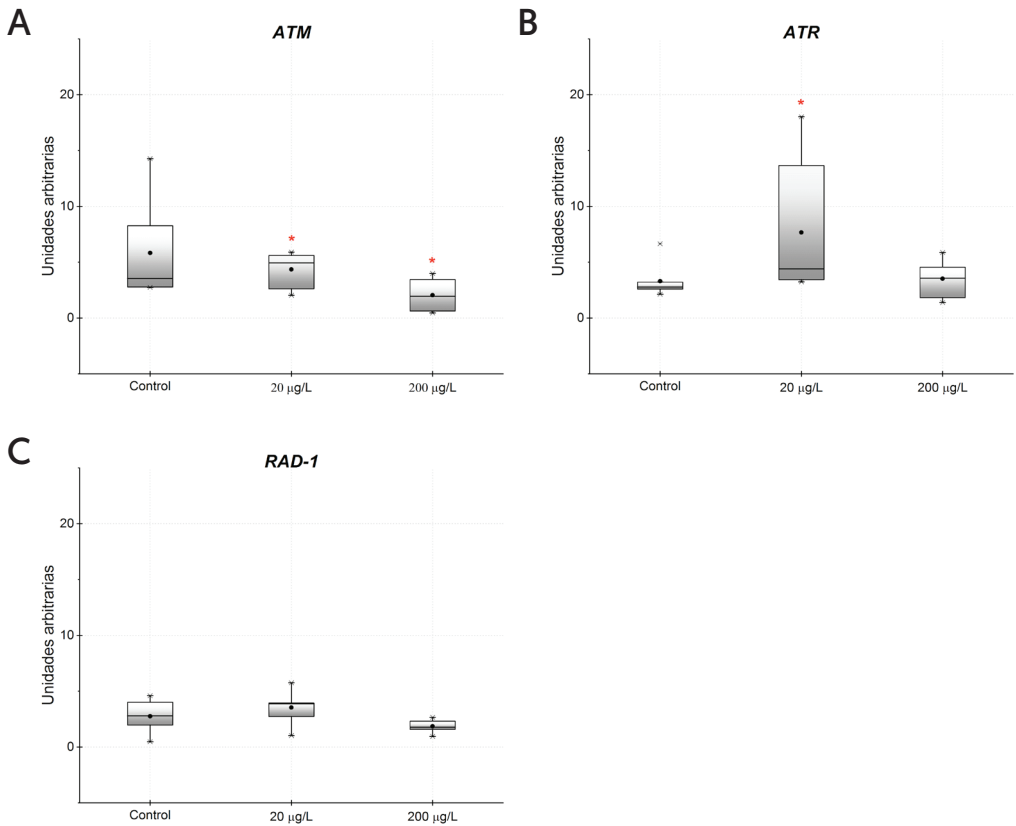 A
ATM
Unidades arbitrarias
20
10
0
Control
20 µg/L
200 µg/L
B
ATR
Unidades arbitrarias
20
10
0
Control
20 µg/L
200 µg/L
C
RAD-1
Unidades arbitrarias
20
10
0
Control
20 µg/L
200 µg/L